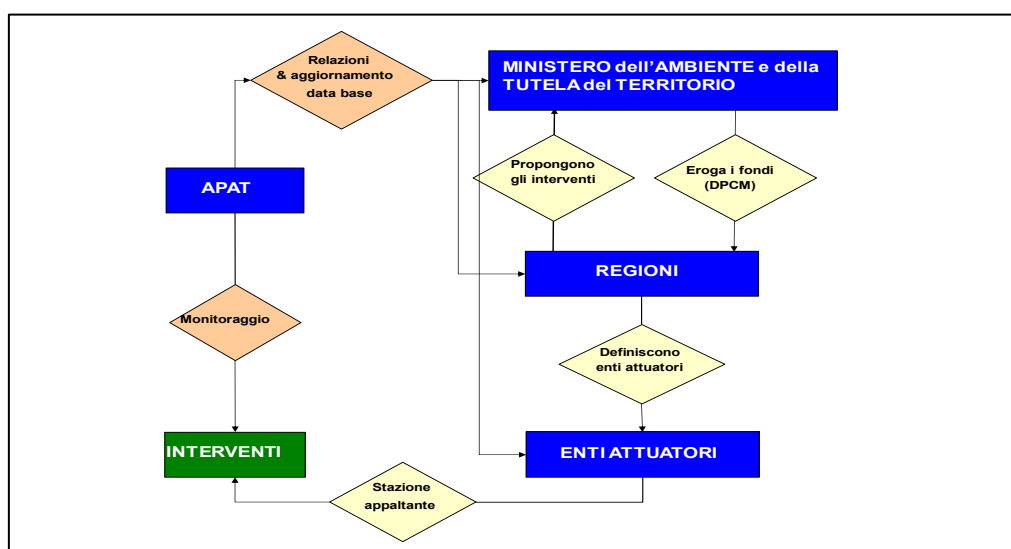 Relazioni
& aggiornamento
data base
MINISTERO dell'AMBIENTE e della
TUTELA del TERRITORIO
Propongono
gli interventi
Eroga i fondi
(DPCM)
APAT
REGIONI
Monitoraggio
Definiscono
enti attuatori
INTERVENTI
ENTI ATTUATORI
Stazione
appaltante